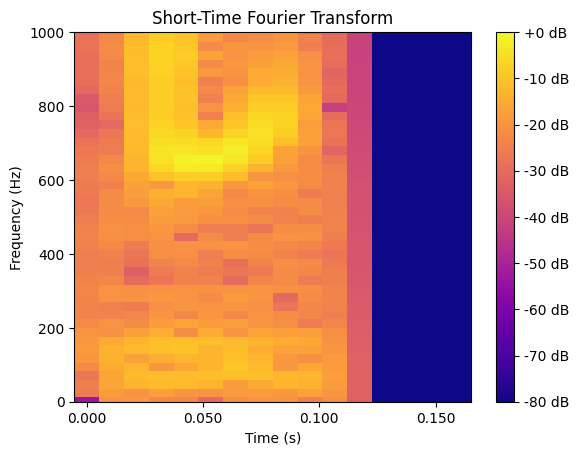 Short-Time Fourier Transform
Frequency (Hz)
1000
800
600
400
200
0
0.000
0.050
0.100
0.150
Time (s)
+0 dB
-10 dB
-20 dB
-30 dB
-40 dB
-50 dB
-60 dB
-70 dB
-80 dB